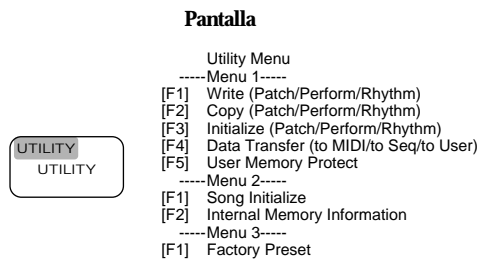 Pantalla
Utility Menu
-----Menu 1-----
[F1] Write (Patch/Perform/Rhythm)
[F2] Copy (Patch/Perform/Rhythm)
[F3] Initialize (Patch/Perform/Rhythm)
[F4] Data Transfer (to MIDI/to Seq/to User)
[F5] User Memory Protect
-----Menu 2-----
[F1] Song Initialize
[F2] Internal Memory Information
-----Menu 3-----
[F1] Factory Preset
UTILITY
UTILITY